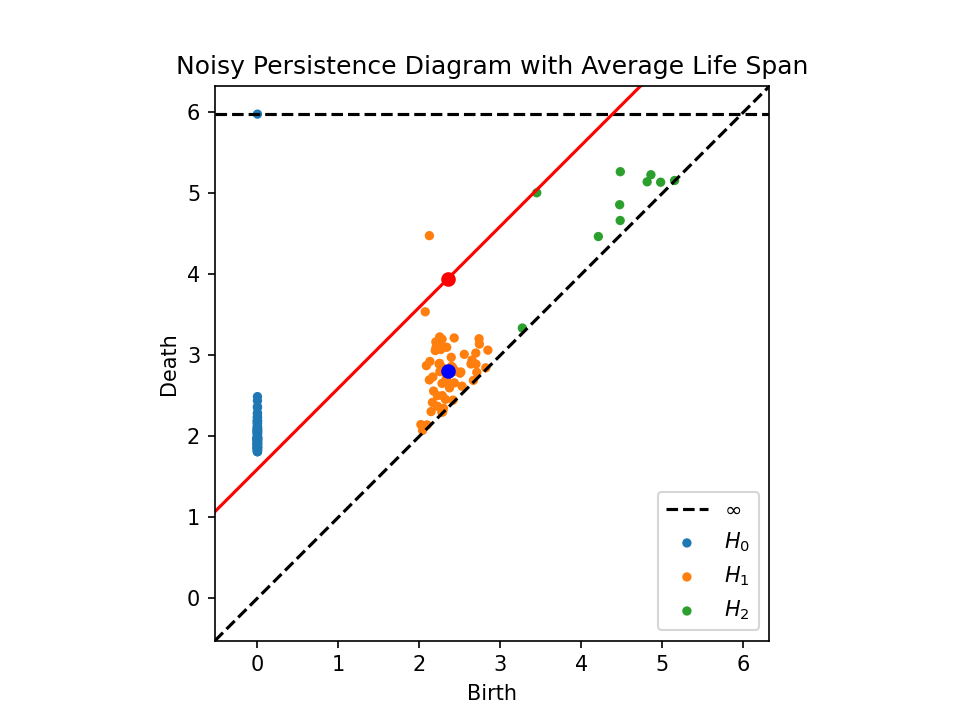 Noisy Persistence Diagram with Average Life Span
Death
6
5
4
3
2
1
0
∞
H₀
H₁
H₂
0 1 2 3 4 5 6
Birth